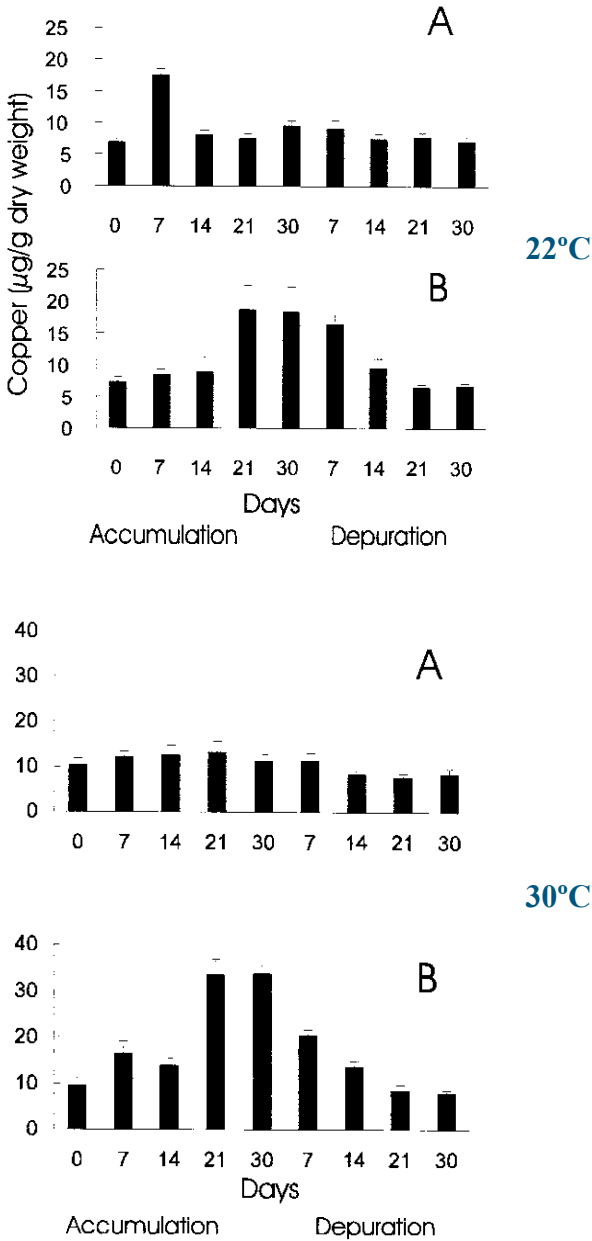 A
25
20
15
10
5
0
0 7 14 21 30 7 14 21 30
Copper (µg/g dry weight)
22ºC
B
25
20
15
10
5
0
0 7 14 21 30 7 14 21 30
Days
Accumulation Depuration
A
40
30
20
10
0
0 7 14 21 30 7 14 21 30
30ºC
B
40
30
20
10
0
0 7 14 21 30 7 14 21 30
Days
Accumulation Depuration